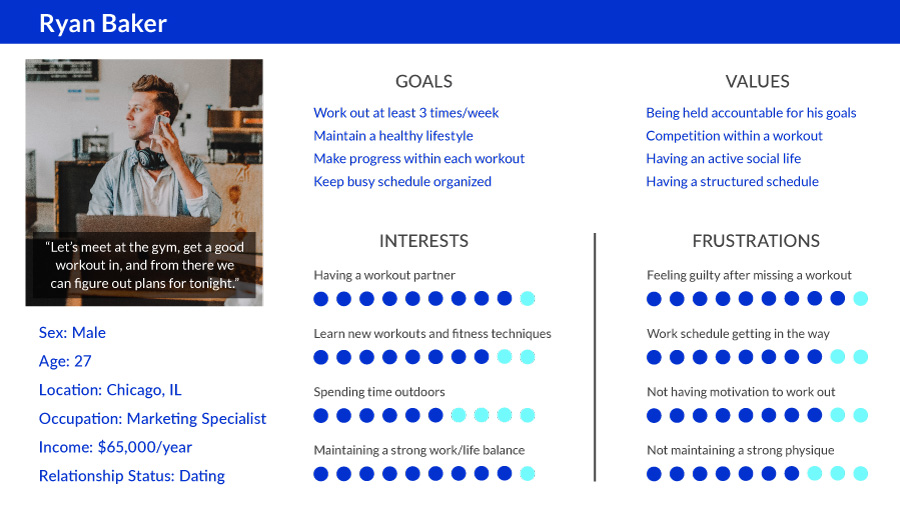 Ryan Baker
“Let’s meet at the gym, get a good
workout in, and from there we
can figure out plans for tonight.”
Sex: Male
Age: 27
Location: Chicago, IL
Occupation: Marketing Specialist
Income: $65,000/year
Relationship Status: Dating
GOALS
Work out at least 3 times/week
Maintain a healthy lifestyle
Make progress within each workout
Keep busy schedule organized
VALUES
Being held accountable for his goals
Competition within a workout
Having an active social life
Having a structured schedule
INTERESTS
Having a workout partner
Learn new workouts and fitness techniques
Spending time outdoors
Maintaining a strong work/life balance
FRUSTRATIONS
Feeling guilty after missing a workout
Work schedule getting in the way
Not having motivation to work out
Not maintaining a strong physique